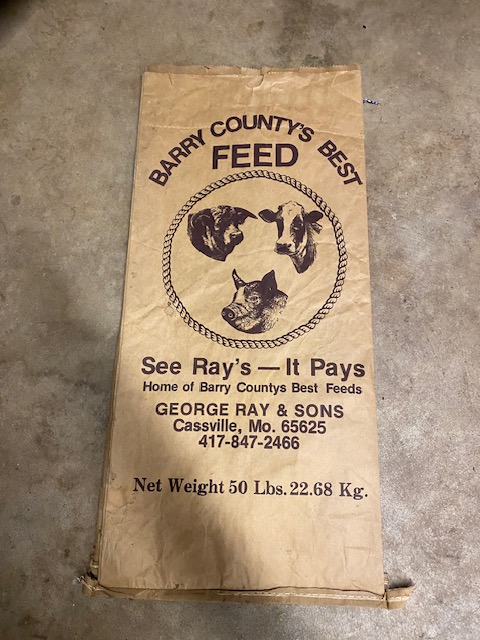 BARRY COUNTY'S BEST
FEED
See Ray's — It Pays
Home of Barry Countys Best Feeds
GEORGE RAY & SONS
Cassville, Mo. 65625
417-847-2466
Net Weight 50 Lbs. 22.68 Kg.